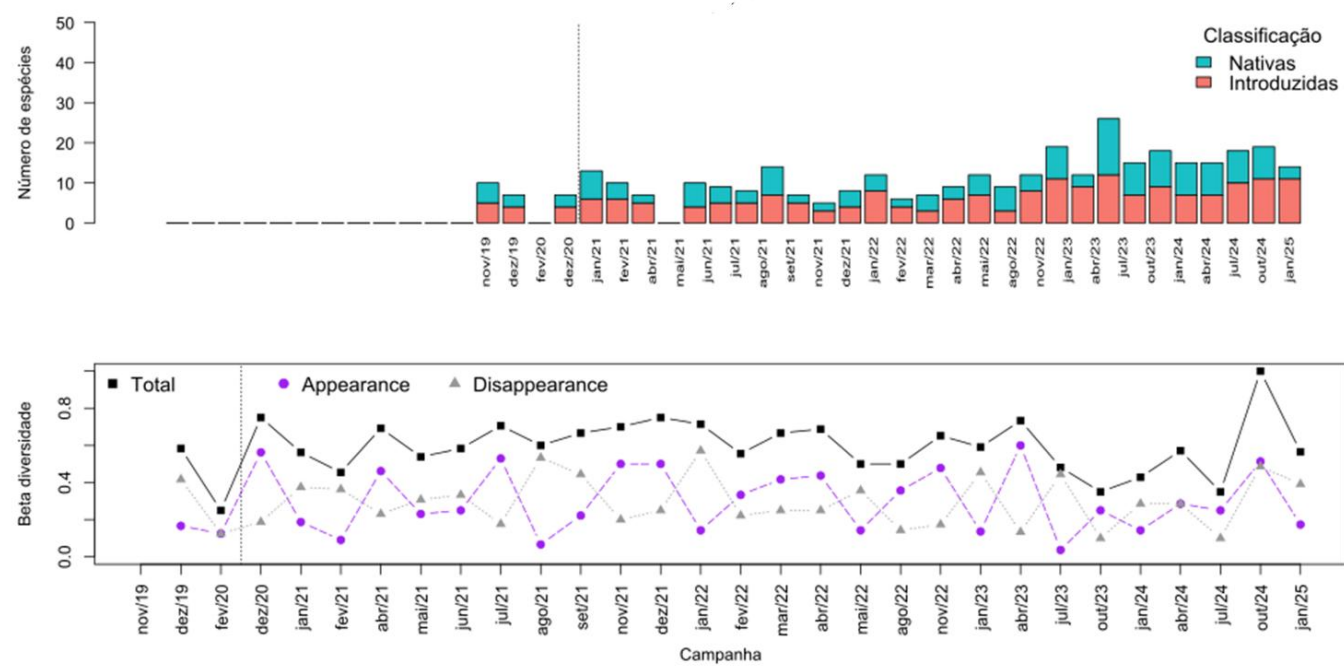 Número de espécies
50
40
30
20
10
0
Classificação
Nativas
Introduzidas
nov/19
dez/19
fev/20
dez/20
jan/21
fev/21
abr/21
mai/21
jun/21
jul/21
ago/21
set/21
nov/21
dez/21
jan/22
fev/22
mar/22
abr/22
mai/22
ago/22
nov/22
jan/23
abr/23
jul/23
out/23
jan/24
abr/24
jul/24
out/24
jan/25
Beta diversidade
0.8
0.4
0.0
Total
Appearance
Disappearance
nov/19
dez/19
fev/20
dez/20
jan/21
fev/21
abr/21
mai/21
jun/21
jul/21
ago/21
set/21
nov/21
dez/21
jan/22
fev/22
mar/22
abr/22
mai/22
ago/22
nov/22
jan/23
abr/23
jul/23
out/23
jan/24
abr/24
jul/24
out/24
jan/25
Campanha